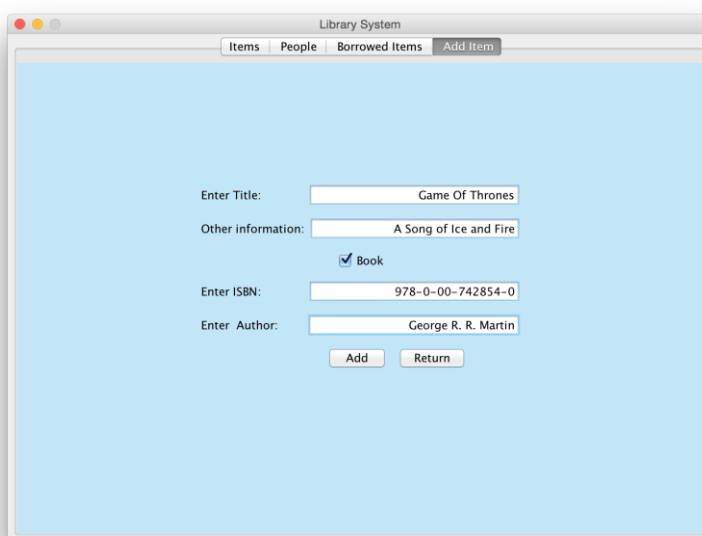 Library System
Items People Borrowed Items Add Item
Enter Title: Game Of Thrones
Other information: A Song of Ice and Fire
Book
Enter ISBN: 978-0-00-742854-0
Enter Author: George R. R. Martin
Add Return